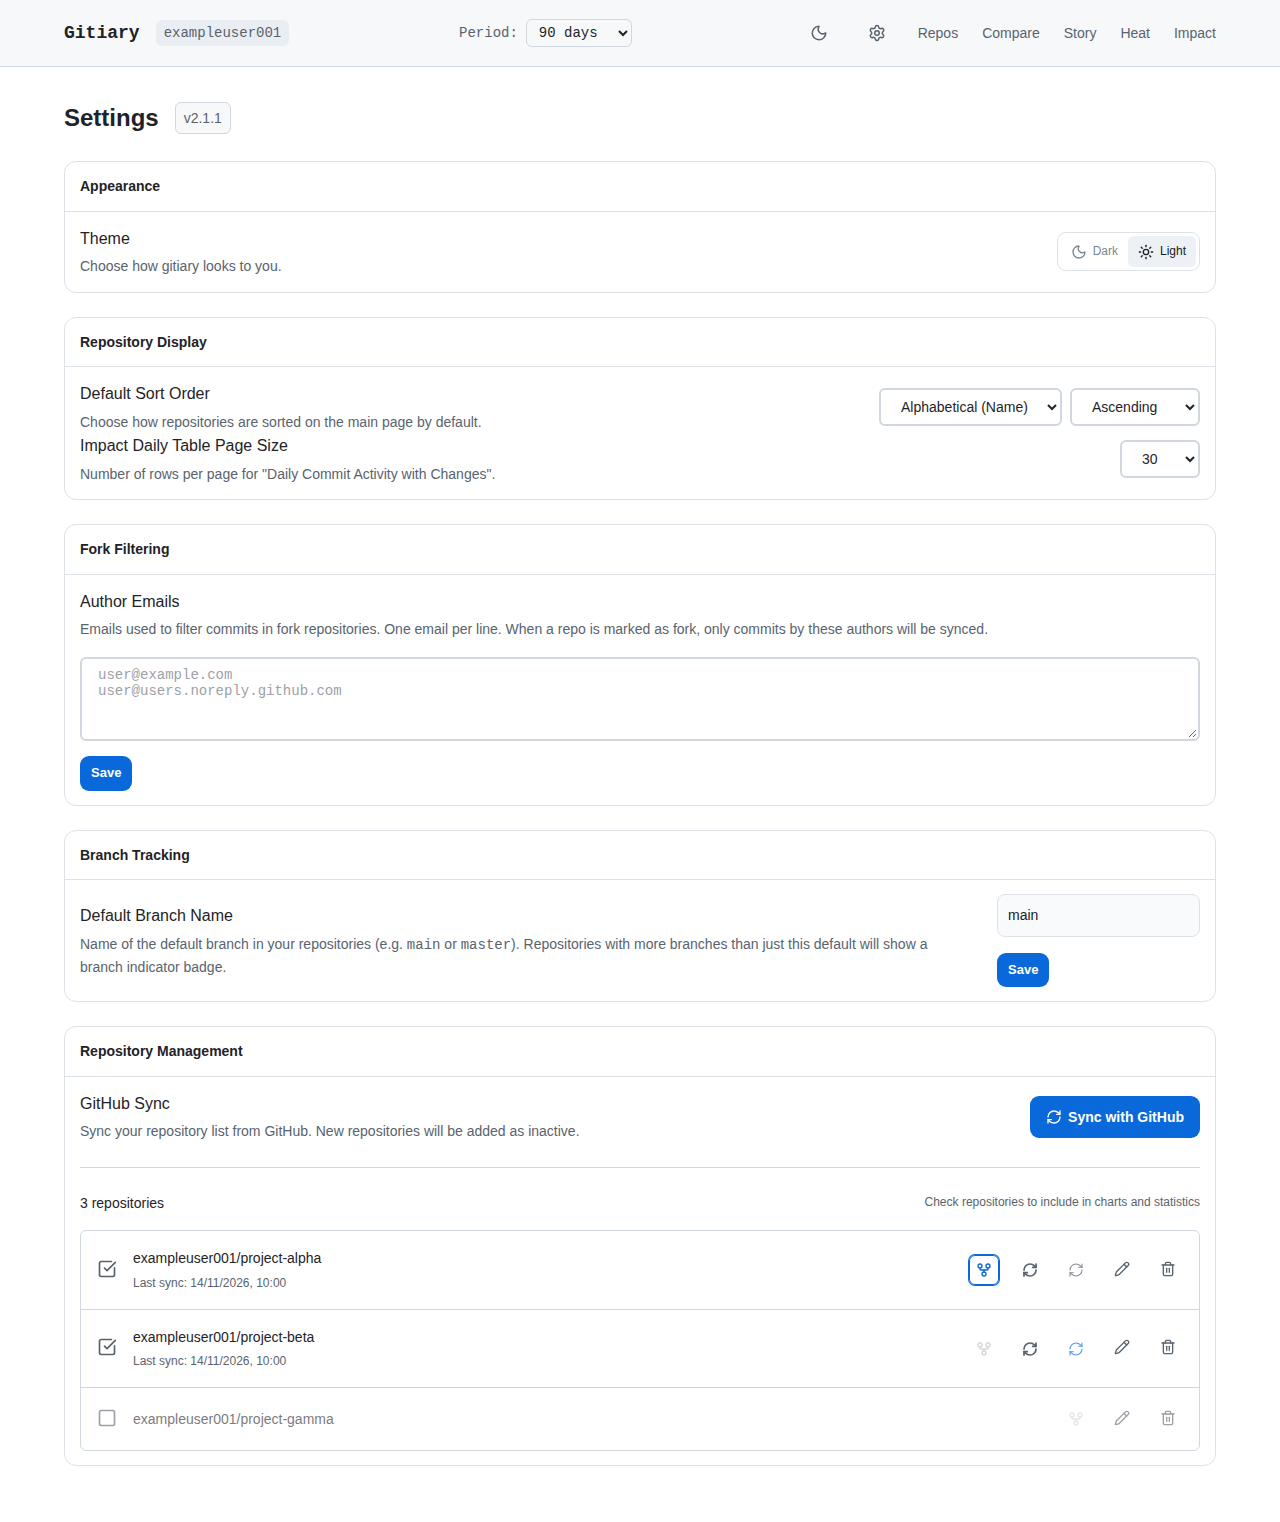 Gitiary exampleuser001 Period: 90 days Repos Compare Story Heat Impact
Settings v2.1.1
Appearance
Theme
Choose how gitiary looks to you.
Dark Light
Repository Display
Default Sort Order
Choose how repositories are sorted on the main page by default.
Alphabetical (Name) Ascending
Impact Daily Table Page Size
Number of rows per page for "Daily Commit Activity with Changes".
30
Fork Filtering
Author Emails
Emails used to filter commits in fork repositories. One email per line. When a repo is marked as fork, only commits by these authors will be synced.
user@example.com
user@users.noreply.github.com
Save
Branch Tracking
Default Branch Name
Name of the default branch in your repositories (e.g. main or master). Repositories with more branches than just this default will show a
branch indicator badge.
main
Save
Repository Management
GitHub Sync
Sync your repository list from GitHub. New repositories will be added as inactive.
Sync with GitHub
3 repositories
Check repositories to include in charts and statistics
exampleuser001/project-alpha
Last sync: 14/11/2026, 10:00
exampleuser001/project-beta
Last sync: 14/11/2026, 10:00
exampleuser001/project-gamma